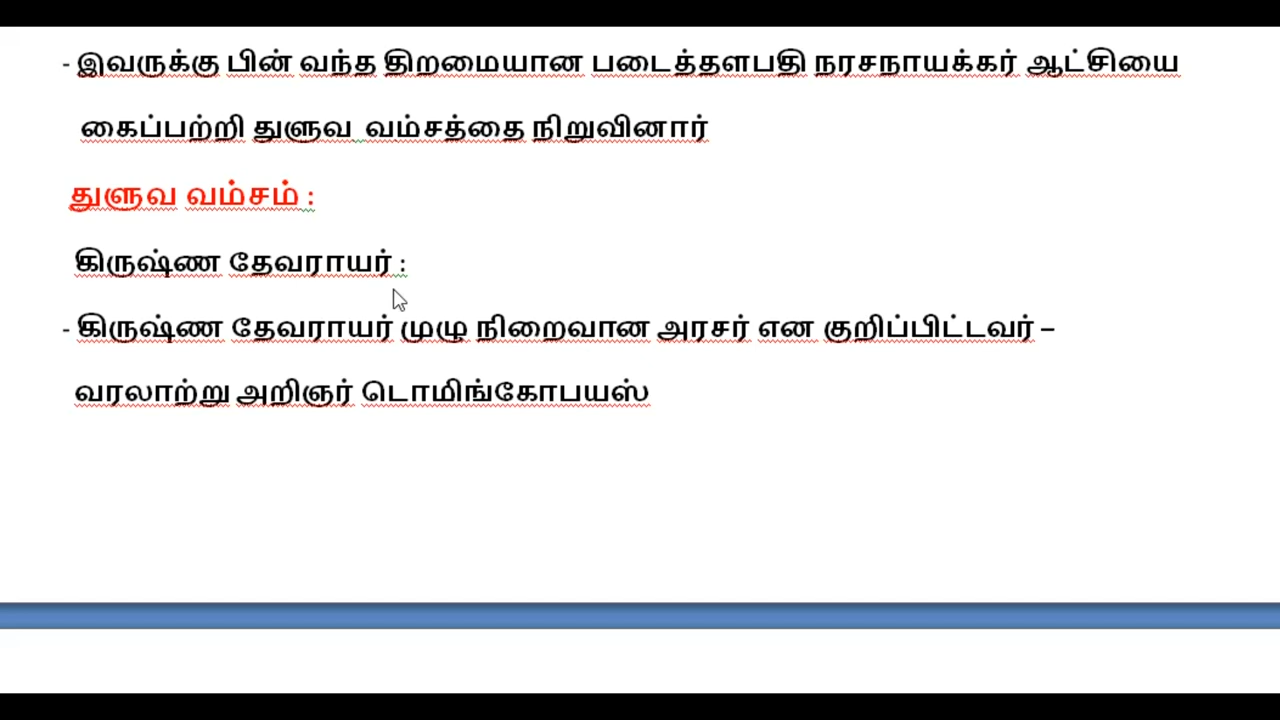 - இவருக்கு பின் வந்த திறமையான படைத்தளபதி நரசநாயக்கர் ஆட்சியை
கைப்பற்றி துளுவ வம்சத்தை நிறுவினார்
துளுவ வம்சம் :
கிருஷ்ண தேவராயர் :
- கிருஷ்ண தேவராயர் முழு நிறைவான அரசர் என குறிப்பிட்டவர் –
வரலாற்று அறிஞர் டொமிங்கோபயஸ்